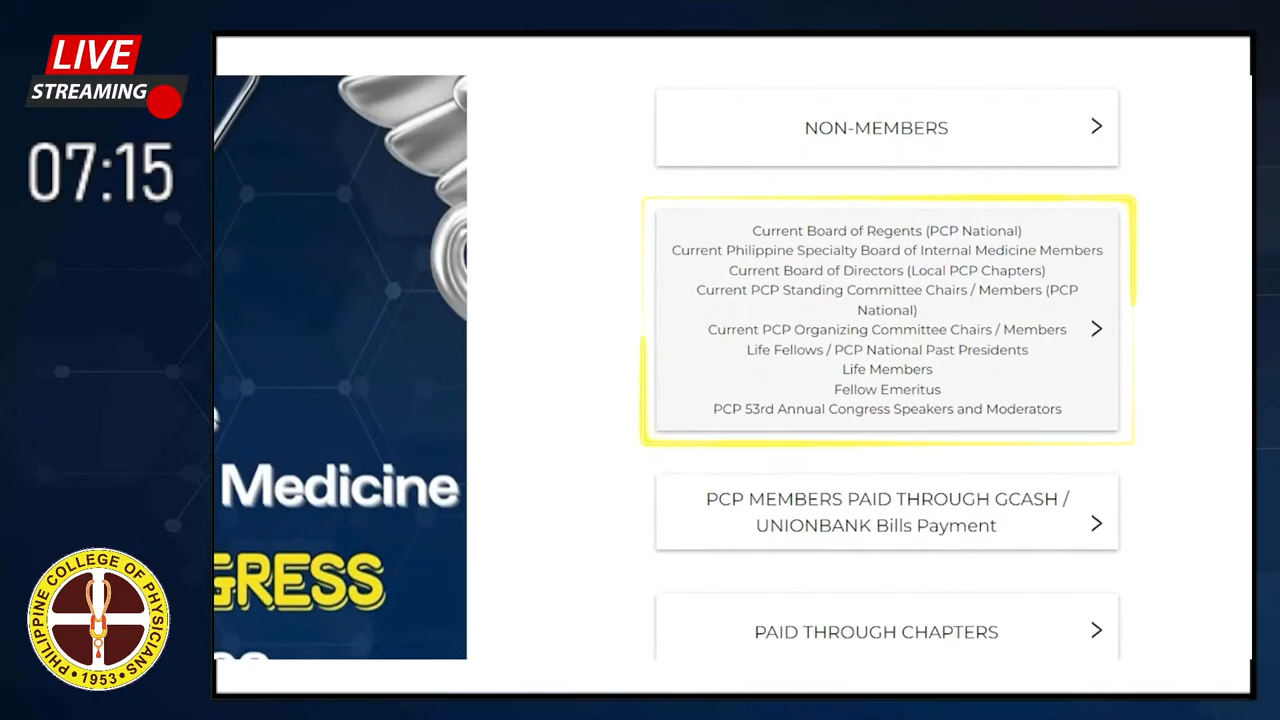 LIVE
STREAMING
07:15
NON-MEMBERS
Current Board of Regents (PCP National)
Current Philippine Specialty Board of Internal Medicine Members
Current Board of Directors (Local PCP Chapters)
Current PCP Standing Committee Chairs / Members (PCP
National)
Current PCP Organizing Committee Chairs / Members
Life Fellows / PCP National Past Presidents
Life Members
Fellow Emeritus
PCP 53rd Annual Congress Speakers and Moderators
Medicine
GRESS
PCP MEMBERS PAID THROUGH GCASH /
UNIONBANK Bills Payment
PAID THROUGH CHAPTERS
PHILIPPINE COLLEGE OF PHYSICIANS
• 1953 •